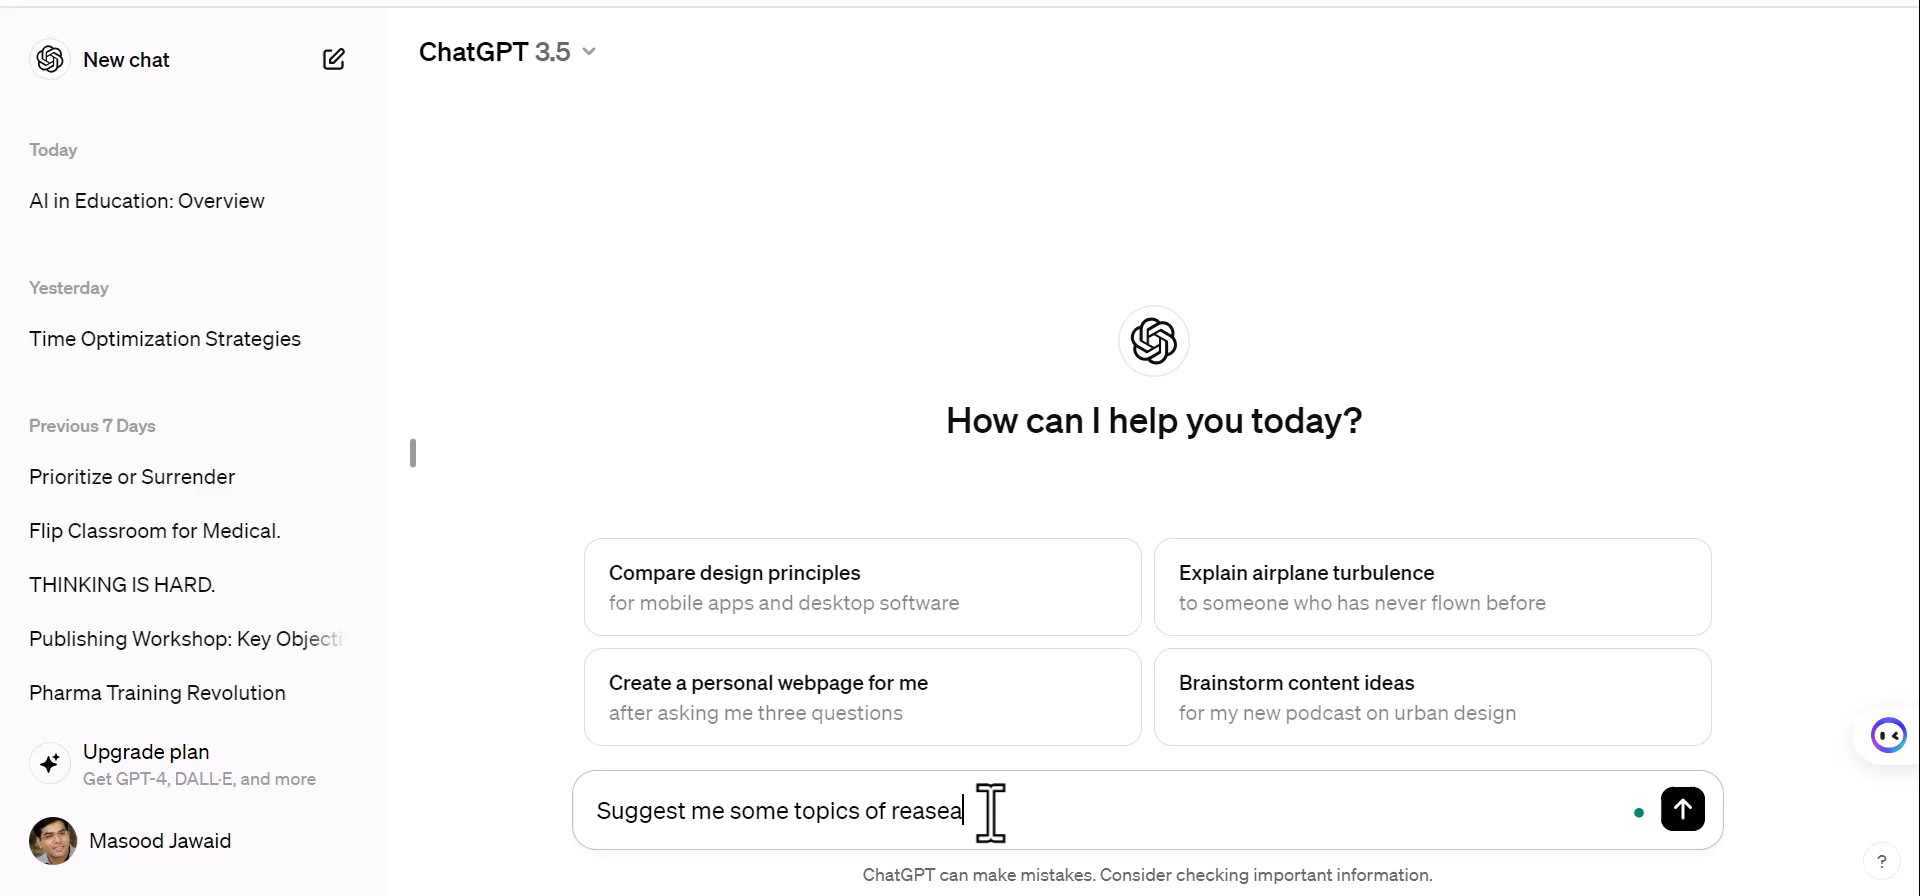 New chat
Today
AI in Education: Overview
Yesterday
Time Optimization Strategies
Previous 7 Days
Prioritize or Surrender
Flip Classroom for Medical.
THINKING IS HARD.
Publishing Workshop: Key Objecti
Pharma Training Revolution
Upgrade plan
Get GPT-4, DALL·E, and more
Masood Jawaid
ChatGPT 3.5
How can I help you today?
Compare design principles
for mobile apps and desktop software
Explain airplane turbulence
to someone who has never flown before
Create a personal webpage for me
after asking me three questions
Brainstorm content ideas
for my new podcast on urban design
Suggest me some topics of reasea
ChatGPT can make mistakes. Consider checking important information.
?